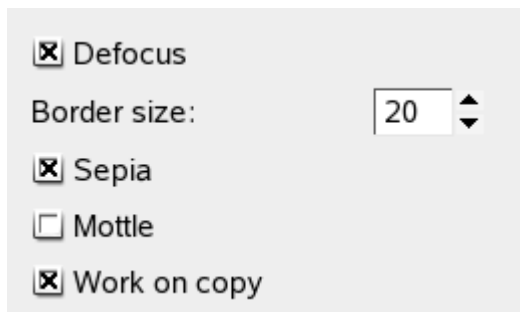 Defocus
Border size: 20
Sepia
Mottle
Work on copy